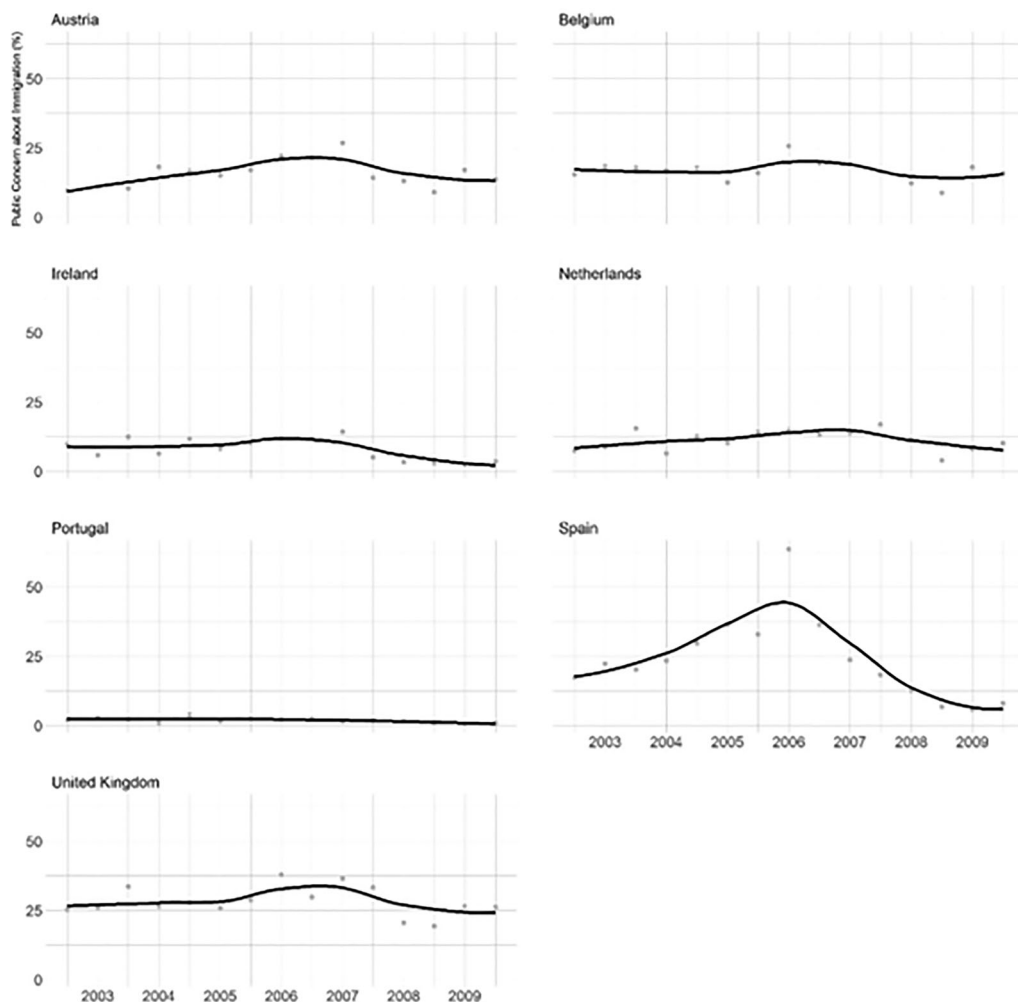 Austria
Belgium
Public Concern about Immigration (%)
50
25
0
Ireland
Netherlands
50
25
0
Portugal
Spain
50
25
0
2003 2004 2005 2006 2007 2008 2009
United Kingdom
50
25
0
2003 2004 2005 2006 2007 2008 2009